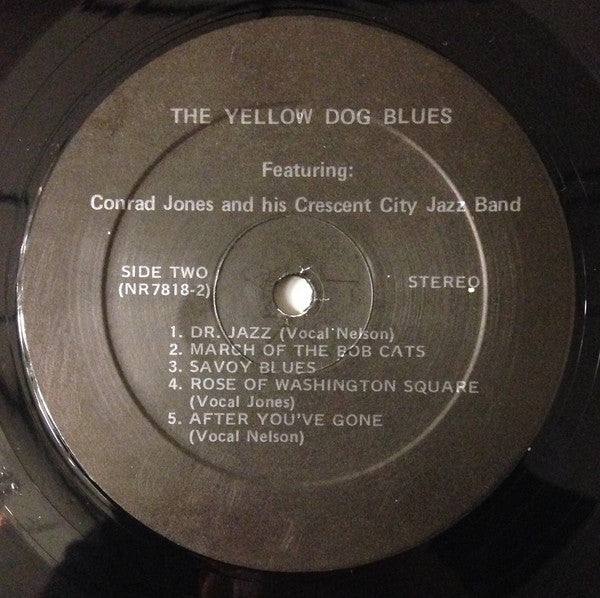 THE YELLOW DOG BLUES
Featuring:
Conrad Jones and his Crescent City Jazz Band
SIDE TWO
(NR7818-2)
STEREO
1. DR. JAZZ (Vocal Nelson)
2. MARCH OF THE BOB CATS
3. SAVOY BLUES
4. ROSE OF WASHINGTON SQUARE
(Vocal Jones)
5. AFTER YOU'VE GONE
(Vocal Nelson)